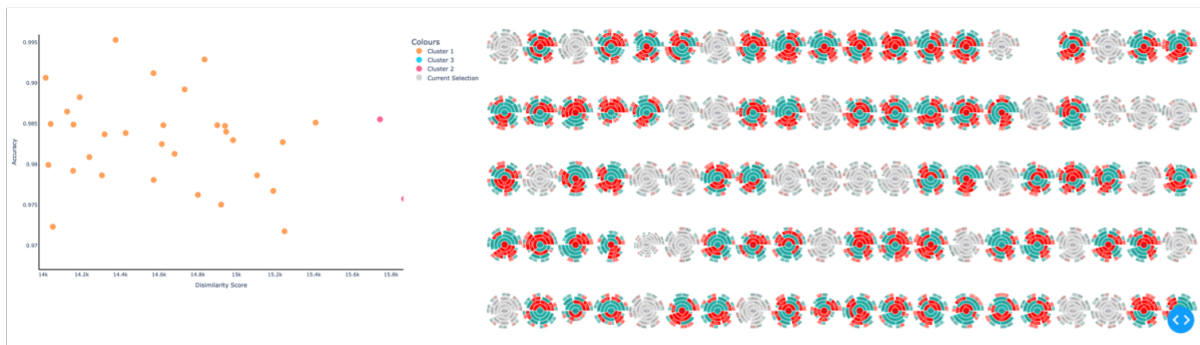 Colours
Cluster 1
Cluster 3
Cluster 2
Current Selection
Accuracy
0.995
0.99
0.985
0.98
0.975
0.97
14k
14.2k
14.4k
14.6k
14.8k
15k
15.2k
15.4k
15.6k
15.8k
Disimilarity Score